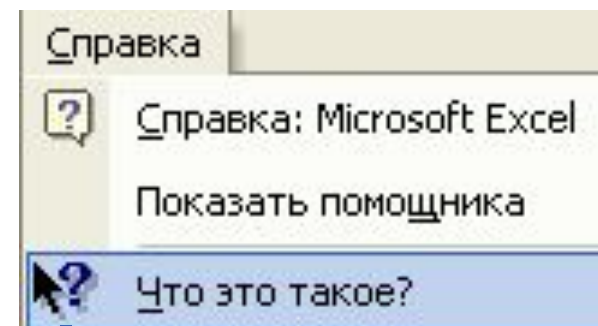 Справка
Справка: Microsoft Excel
Показать помощника
Что это такое?